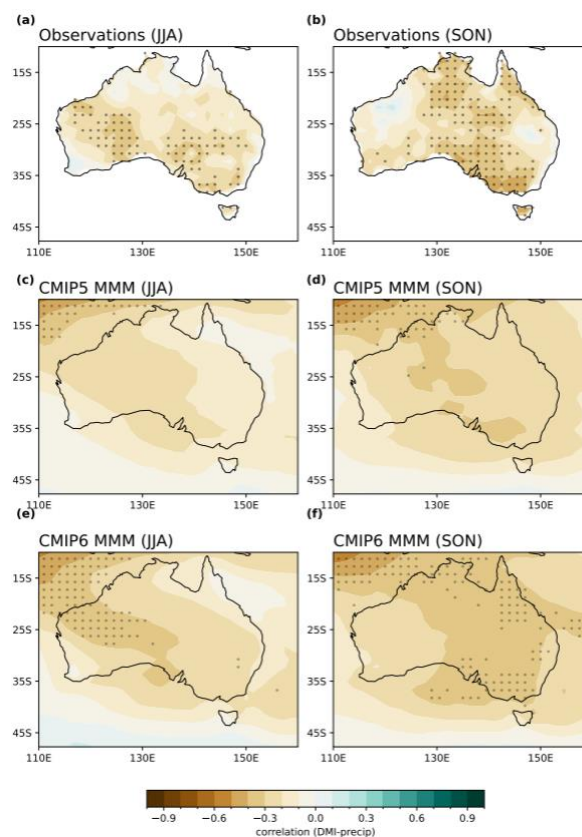 (a) (b)
Observations (JJA) Observations (SON)
15S 15S
25S 25S
35S 35S
45S 45S
110E 130E 150E 110E 130E 150E
(c) (d)
CMIP5 MMM (JJA) CMIP5 MMM (SON)
15S 15S
25S 25S
35S 35S
45S 45S
110E 130E 150E 110E 130E 150E
(e) (f)
CMIP6 MMM (JJA) CMIP6 MMM (SON)
15S 15S
25S 25S
35S 35S
45S 45S
110E 130E 150E 110E 130E 150E
−0.9 −0.6 −0.3 0.0 0.3 0.6 0.9
correlation (DMI-precip)